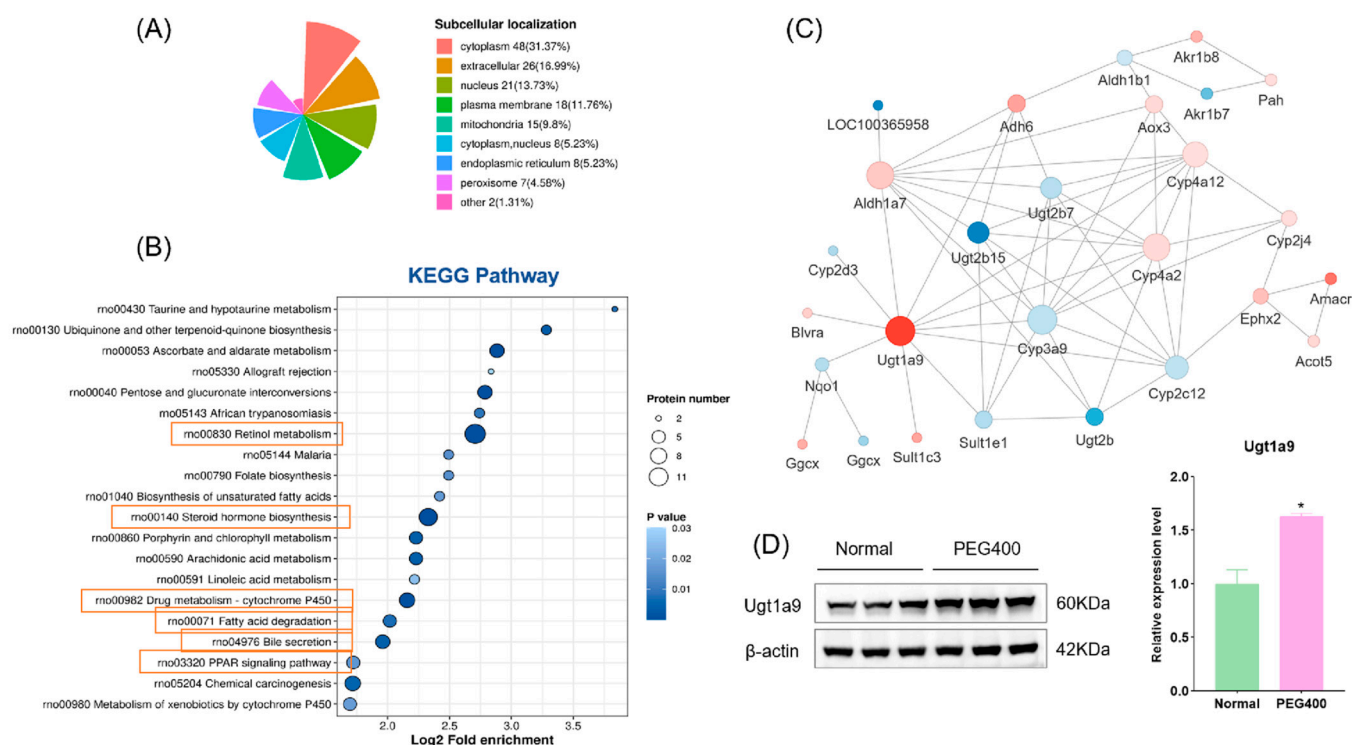 (A)
Subcellular localization
cytoplasm 48(31.37%)
extracellular 26(16.99%)
nucleus 21(13.73%)
plasma membrane 18(11.76%)
mitochondria 15(9.8%)
cytoplasm,nucleus 8(5.23%)
endoplasmic reticulum 8(5.23%)
peroxisome 7(4.58%)
other 2(1.31%)
(B)
KEGG Pathway
rno00430 Taurine and hypotaurine metabolism
rno00130 Ubiquinone and other terpenoid-quinone biosynthesis
rno00053 Ascorbate and aldarate metabolism
rno05330 Allograft rejection
rno00040 Pentose and glucuronate interconversions
rno05143 African trypanosomiasis
rno00830 Retinol metabolism
rno05144 Malaria
rno00790 Folate biosynthesis
rno01040 Biosynthesis of unsaturated fatty acids
rno00140 Steroid hormone biosynthesis
rno00860 Porphyrin and chlorophyll metabolism
rno00590 Arachidonic acid metabolism
rno00591 Linoleic acid metabolism
rno00982 Drug metabolism - cytochrome P450
rno00071 Fatty acid degradation
rno04976 Bile secretion
rno03320 PPAR signaling pathway
rno05204 Chemical carcinogenesis
rno00980 Metabolism of xenobiotics by cytochrome P450
2.0 2.5 3.0 3.5
Log2 Fold enrichment
Protein number
2
5
8
11
P value
0.03
0.02
0.01
(C)
Akr1b8
Aldh1b1
Akr1b7
Pah
LOC100365958
Adh6
Aox3
Cyp4a12
Aldh1a7
Ugt2b7
Cyp2j4
Ugt2b15
Cyp4a2
Cyp2d3
Amacr
Ephx2
Blvra
Ugt1a9
Cyp3a9
Acot5
Nqo1
Cyp2c12
Ggcx
Ggcx
Sult1c3
Sult1e1
Ugt2b
(D)
Normal PEG400
Ugt1a9 60KDa
β-actin 42KDa
Ugt1a9
Relative expression level
2.0
1.5
1.0
0.5
0.0
*
Normal PEG400